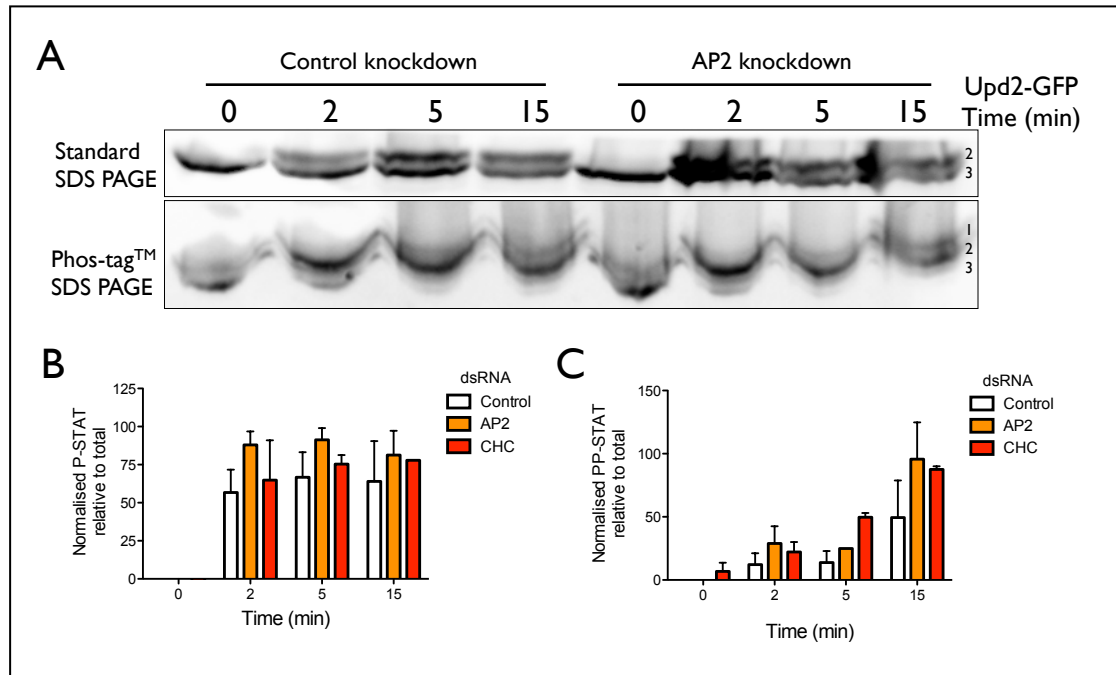 A
Control knockdown
AP2 knockdown
Upd2-GFP
Time (min)
0 2 5 15 0 2 5 15
Standard
SDS PAGE
2
3
Phos-tag™
SDS PAGE
1
2
3
B
Normalised P-STAT
relative to total
125
100
75
50
25
0
0 2 5 15
Time (min)
dsRNA
Control
AP2
CHC
C
Normalised PP-STAT
relative to total
150
100
50
0
0 2 5 15
Time (min)
dsRNA
Control
AP2
CHC